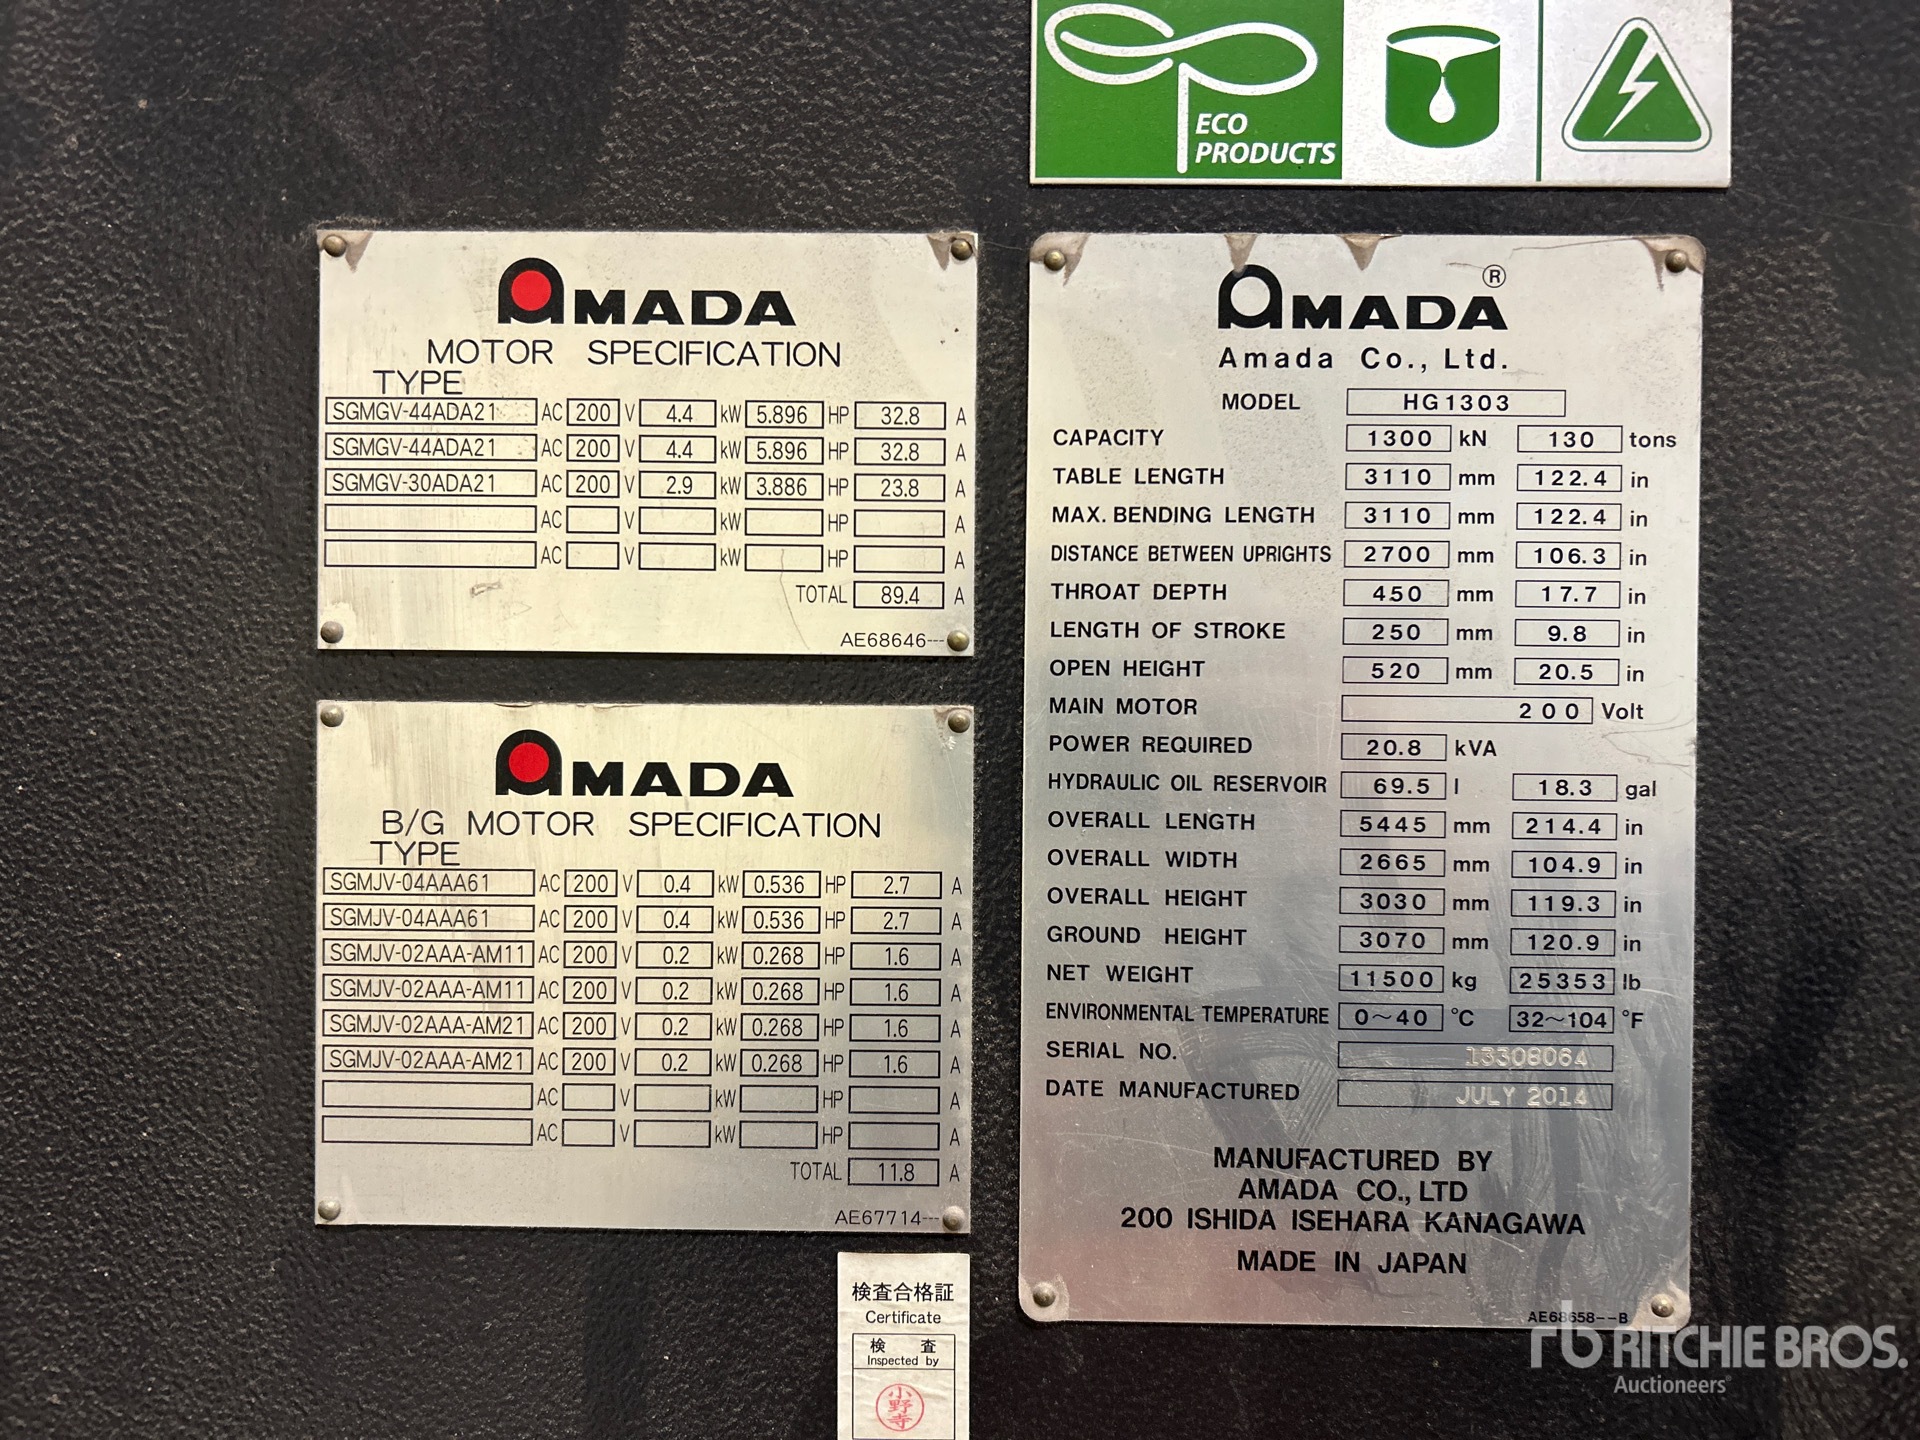 ECO
PRODUCTS
AMADA
MOTOR SPECIFICATION
TYPE
SGMGV-44ADA21 AC 200 V 4.4 kW 5.896 HP 32.8 A
SGMGV-44ADA21 AC 200 V 4.4 kW 5.896 HP 32.8 A
SGMGV-30ADA21 AC 200 V 2.9 kW 3.886 HP 23.8 A
AC V kW HP A
AC V kW HP A
TOTAL 89.4 A
AE68646---
AMADA
B/G MOTOR SPECIFICATION
TYPE
SGMJV-04AAA61 AC 200 V 0.4 kW 0.536 HP 2.7 A
SGMJV-04AAA61 AC 200 V 0.4 kW 0.536 HP 2.7 A
SGMJV-02AAA-AM11 AC 200 V 0.2 kW 0.268 HP 1.6 A
SGMJV-02AAA-AM11 AC 200 V 0.2 kW 0.268 HP 1.6 A
SGMJV-02AAA-AM21 AC 200 V 0.2 kW 0.268 HP 1.6 A
SGMJV-02AAA-AM21 AC 200 V 0.2 kW 0.268 HP 1.6 A
AC V kW HP A
AC V kW HP A
TOTAL 11.8 A
AE67714---
検査合格証
Certificate
検 査
Inspected by
小野寺
AMADA®
Amada Co., Ltd.
MODEL HG1303
CAPACITY 1300 kN 130 tons
TABLE LENGTH 3110 mm 122.4 in
MAX. BENDING LENGTH 3110 mm 122.4 in
DISTANCE BETWEEN UPRIGHTS 2700 mm 106.3 in
THROAT DEPTH 450 mm 17.7 in
LENGTH OF STROKE 250 mm 9.8 in
OPEN HEIGHT 520 mm 20.5 in
MAIN MOTOR 200 Volt
POWER REQUIRED 20.8 kVA
HYDRAULIC OIL RESERVOIR 69.5 l 18.3 gal
OVERALL LENGTH 5445 mm 214.4 in
OVERALL WIDTH 2665 mm 104.9 in
OVERALL HEIGHT 3030 mm 119.3 in
GROUND HEIGHT 3070 mm 120.9 in
NET WEIGHT 11500 kg 25353 lb
ENVIRONMENTAL TEMPERATURE 0~40 °C 32~104 °F
SERIAL NO. 13308064
DATE MANUFACTURED JULY 2014
MANUFACTURED BY
AMADA CO., LTD
200 ISHIDA ISEHARA KANAGAWA
MADE IN JAPAN
AE68658--B
rb RITCHIE BROS.
Auctioneers